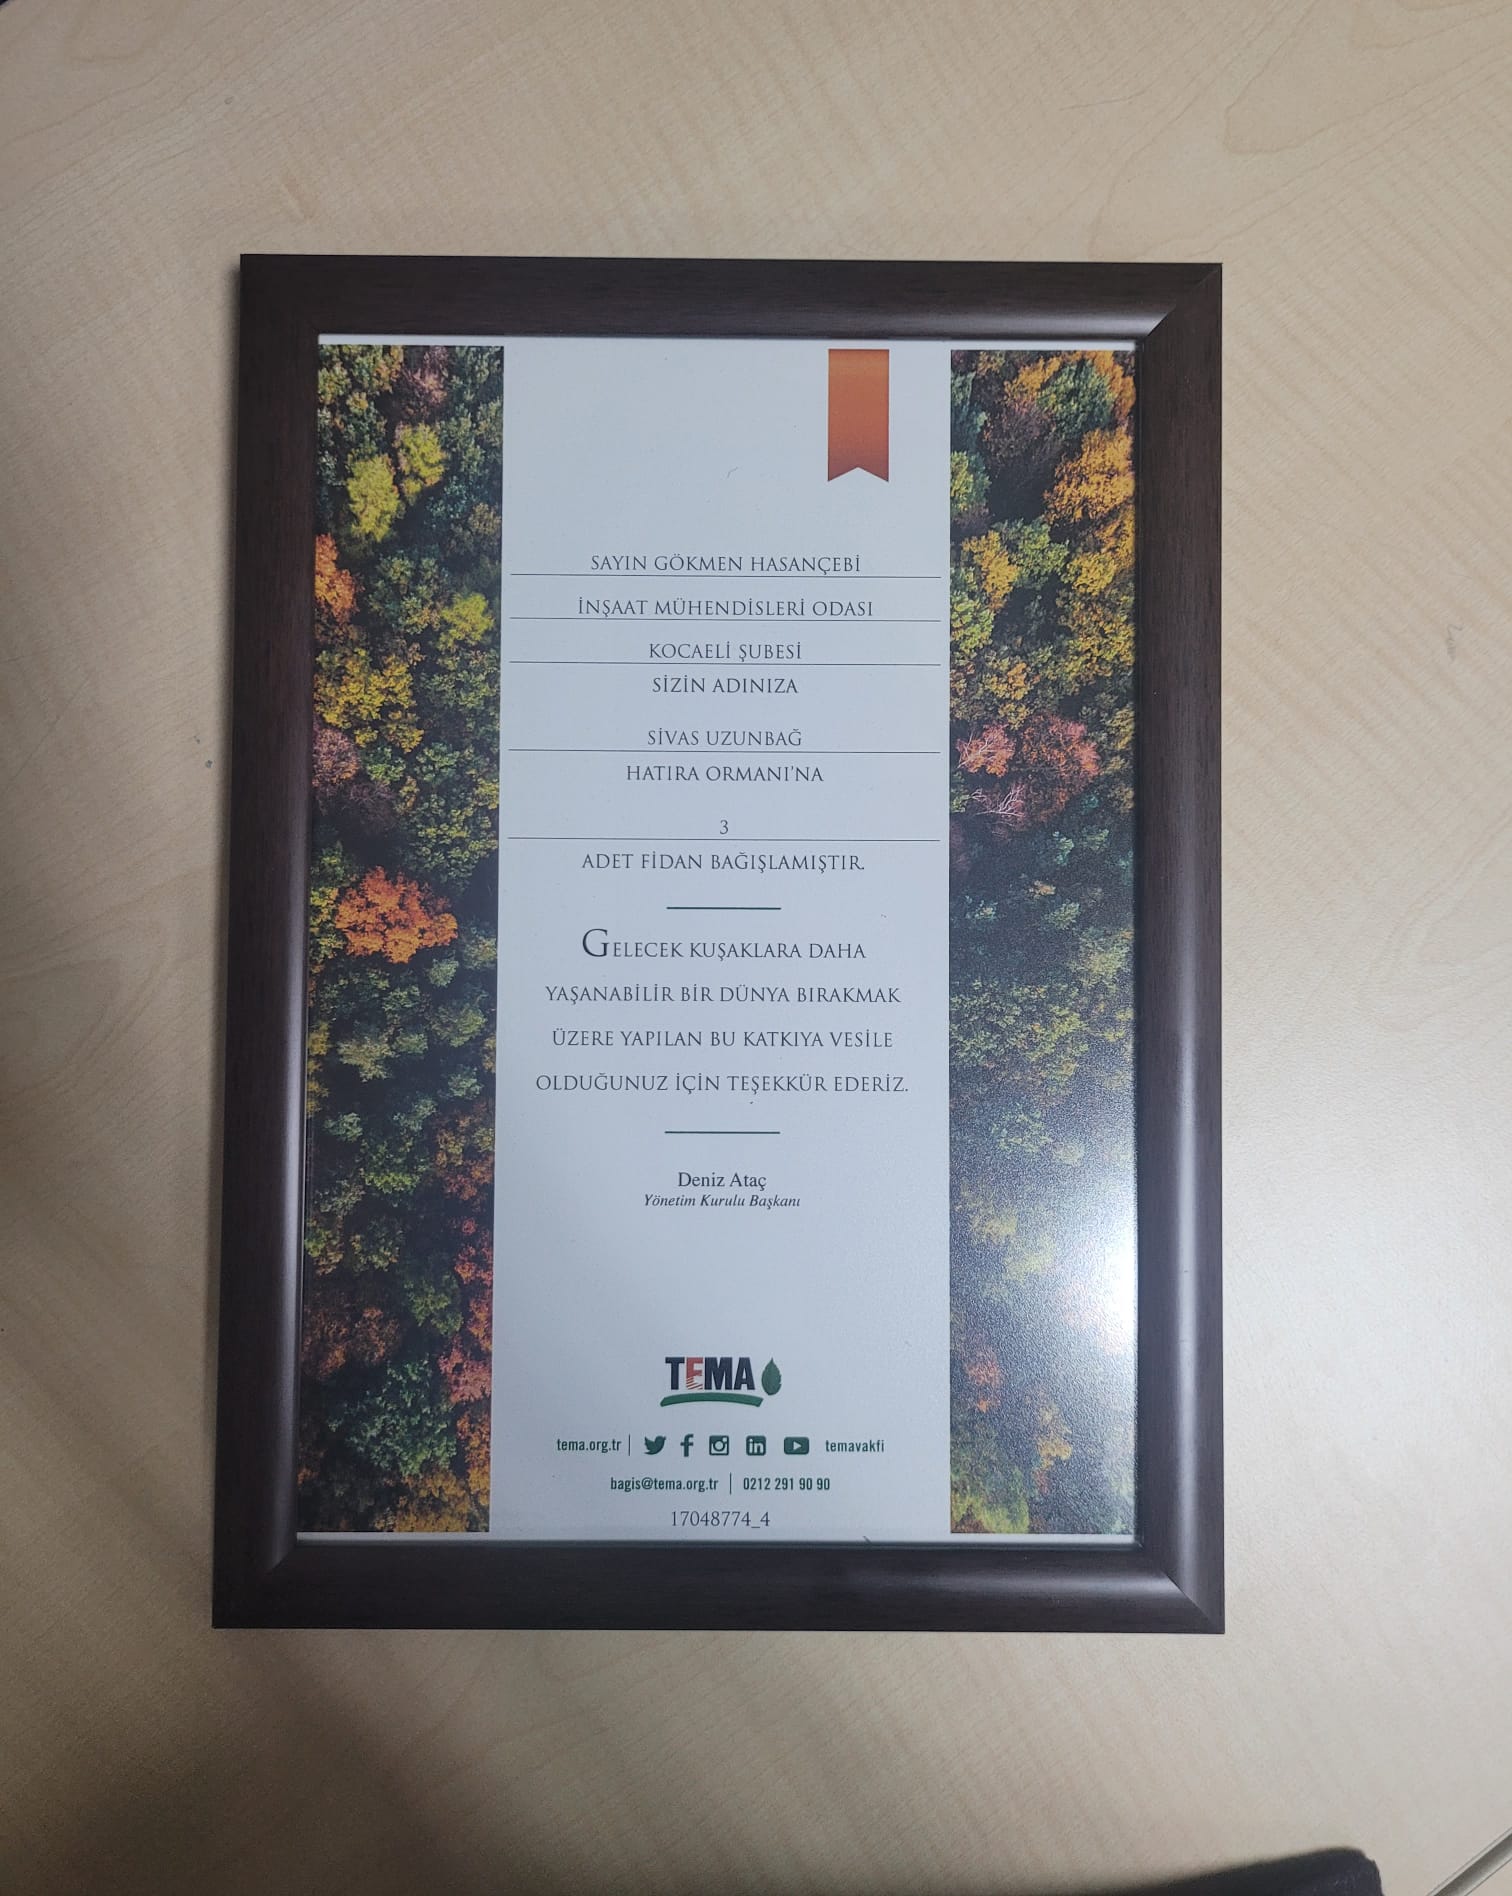 SAYIN GÖKMEN HASANÇEBİ
İNŞAAT MÜHENDİSLERİ ODASI
KOCAELİ ŞUBESİ
SİZİN ADINIZA
SİVAS UZUNBAĞ
HATIRA ORMANI'NA
3
ADET FİDAN BAĞIŞLAMIŞTIR.
GELECEK KUŞAKLARA DAHA
YAŞANABİLİR BİR DÜNYA BIRAKMAK
ÜZERE YAPILAN BU KATKIYA VESİLE
OLDUĞUNUZ İÇİN TEŞEKKÜR EDERİZ.
Deniz Ataç
Yönetim Kurulu Başkanı
TEMA
tema.org.tr | temavakfi
bagis@tema.org.tr | 0212 291 90 90
17048774_4